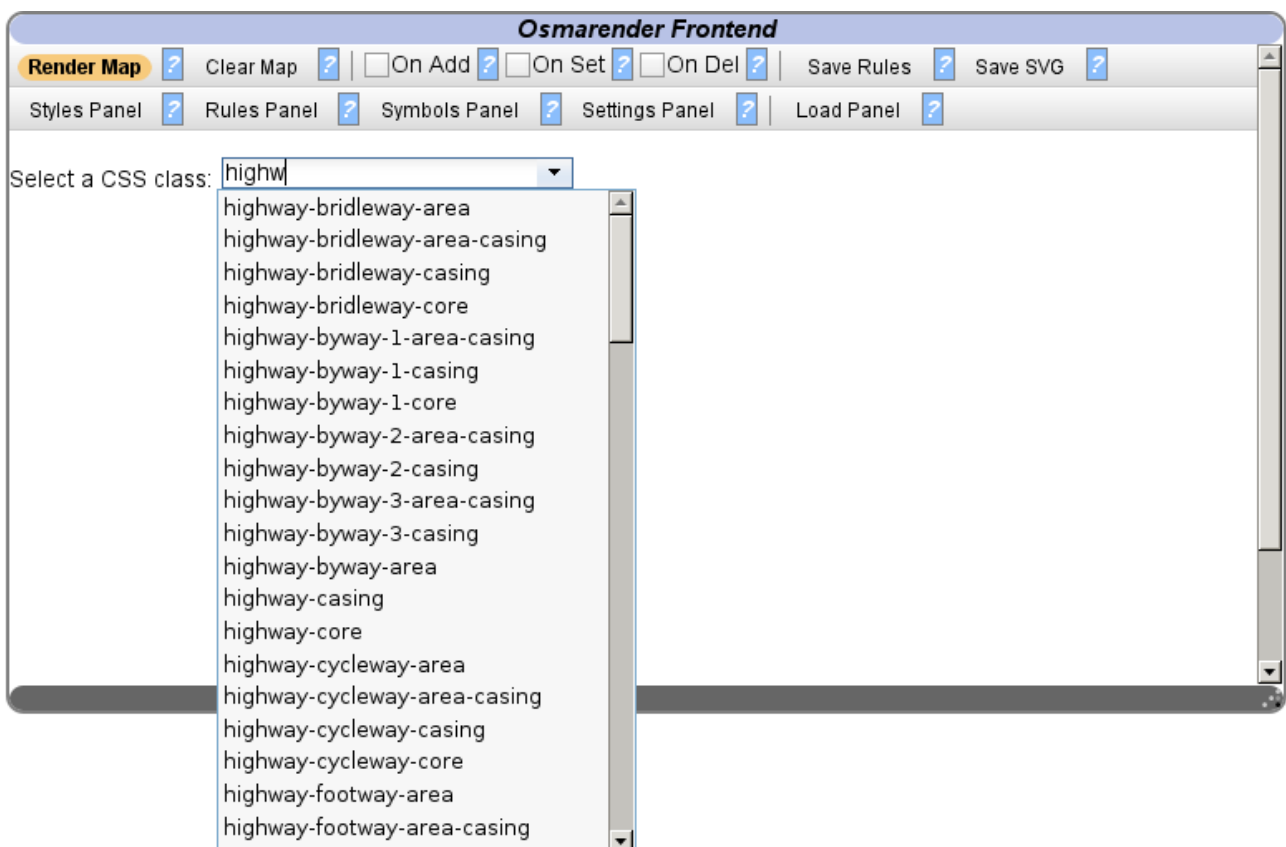 Osmarender Frontend
Render Map ? Clear Map ? On Add ? On Set ? On Del ? Save Rules ? Save SVG ?
Styles Panel ? Rules Panel ? Symbols Panel ? Settings Panel ? Load Panel ?
Select a CSS class: highw
highway-bridleway-area
highway-bridleway-area-casing
highway-bridleway-casing
highway-bridleway-core
highway-byway-1-area-casing
highway-byway-1-casing
highway-byway-1-core
highway-byway-2-area-casing
highway-byway-2-casing
highway-byway-3-area-casing
highway-byway-3-casing
highway-byway-area
highway-casing
highway-core
highway-cycleway-area
highway-cycleway-area-casing
highway-cycleway-casing
highway-cycleway-core
highway-footway-area
highway-footway-area-casing